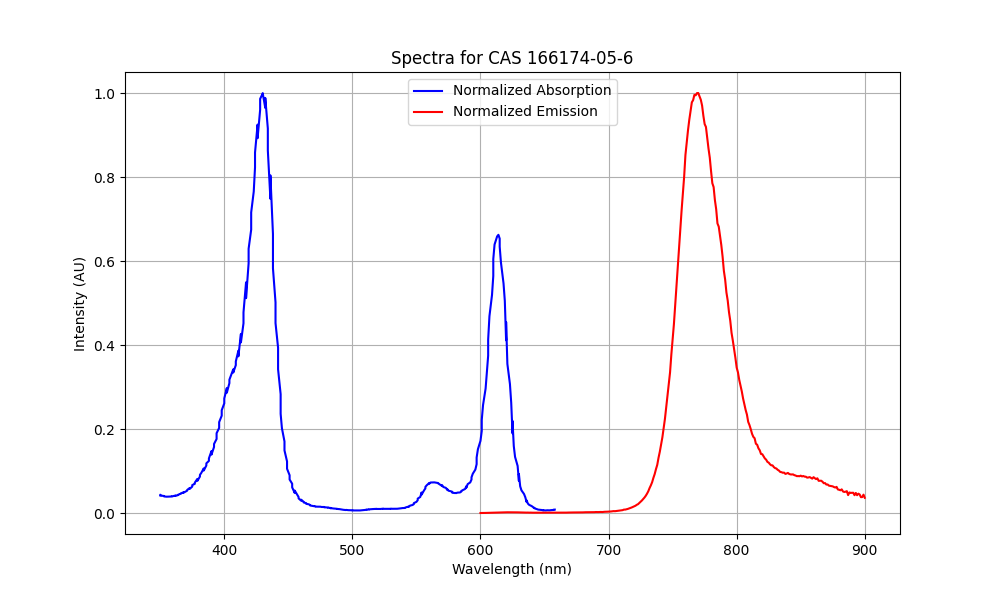 Spectra for CAS 166174-05-6
Normalized Absorption
Normalized Emission
Intensity (AU)
1.0
0.8
0.6
0.4
0.2
0.0
400 500 600 700 800 900
Wavelength (nm)